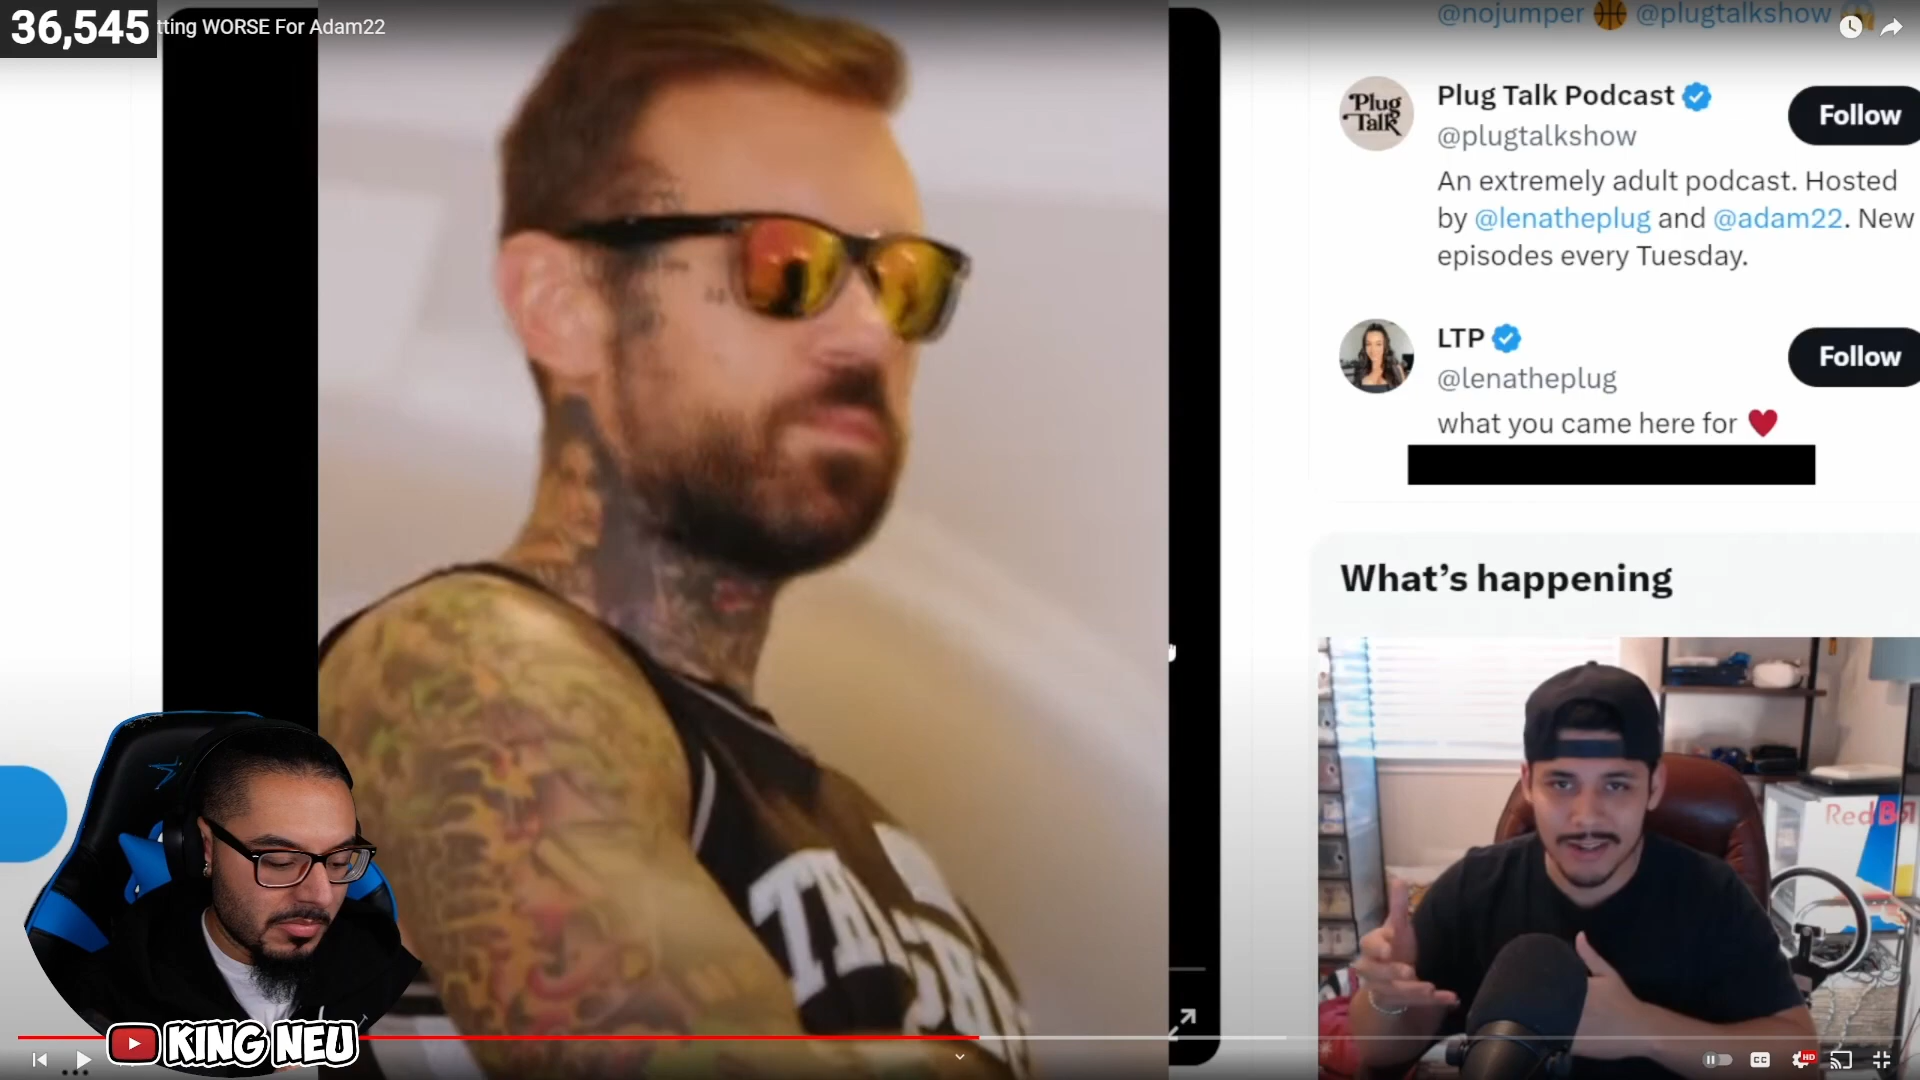 36,545
tting WORSE For Adam22
@nojumper 🏀 @plugtalkshow
Plug Talk
Plug Talk Podcast
@plugtalkshow
Follow
An extremely adult podcast. Hosted
by @lenatheplug and @adam22. New
episodes every Tuesday.
LTP
@lenatheplug
Follow
what you came here for ♥
What's happening
KING NEU
CC
HD